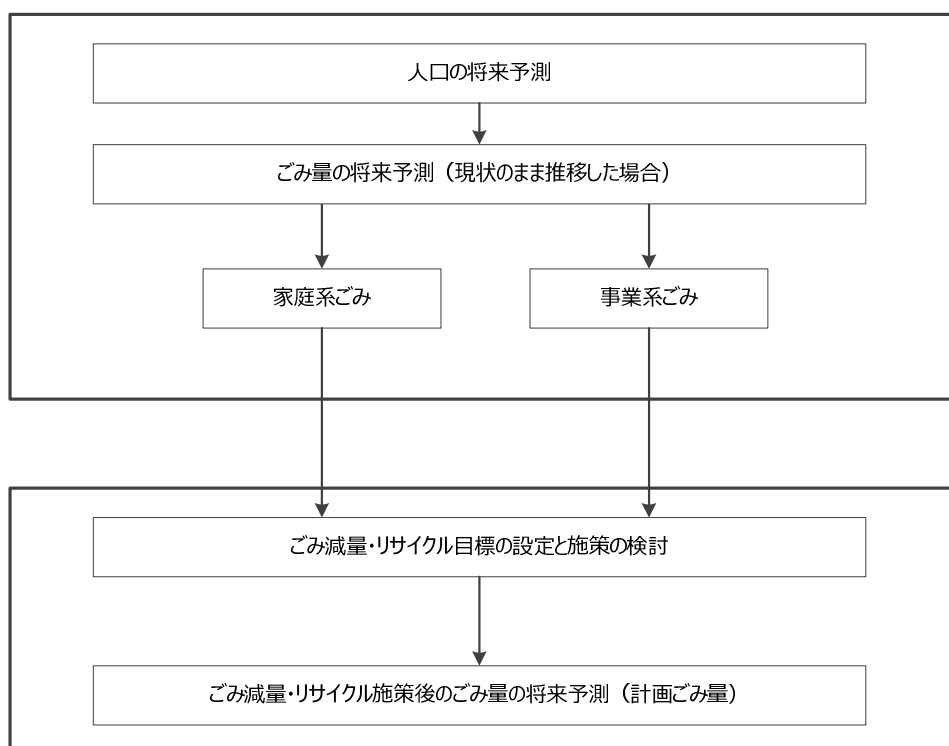 人口の将来予測
ごみ量の将来予測（現状のまま推移した場合）
家庭系ごみ
事業系ごみ
ごみ減量・リサイクル目標の設定と施策の検討
ごみ減量・リサイクル施策後のごみ量の将来予測（計画ごみ量）